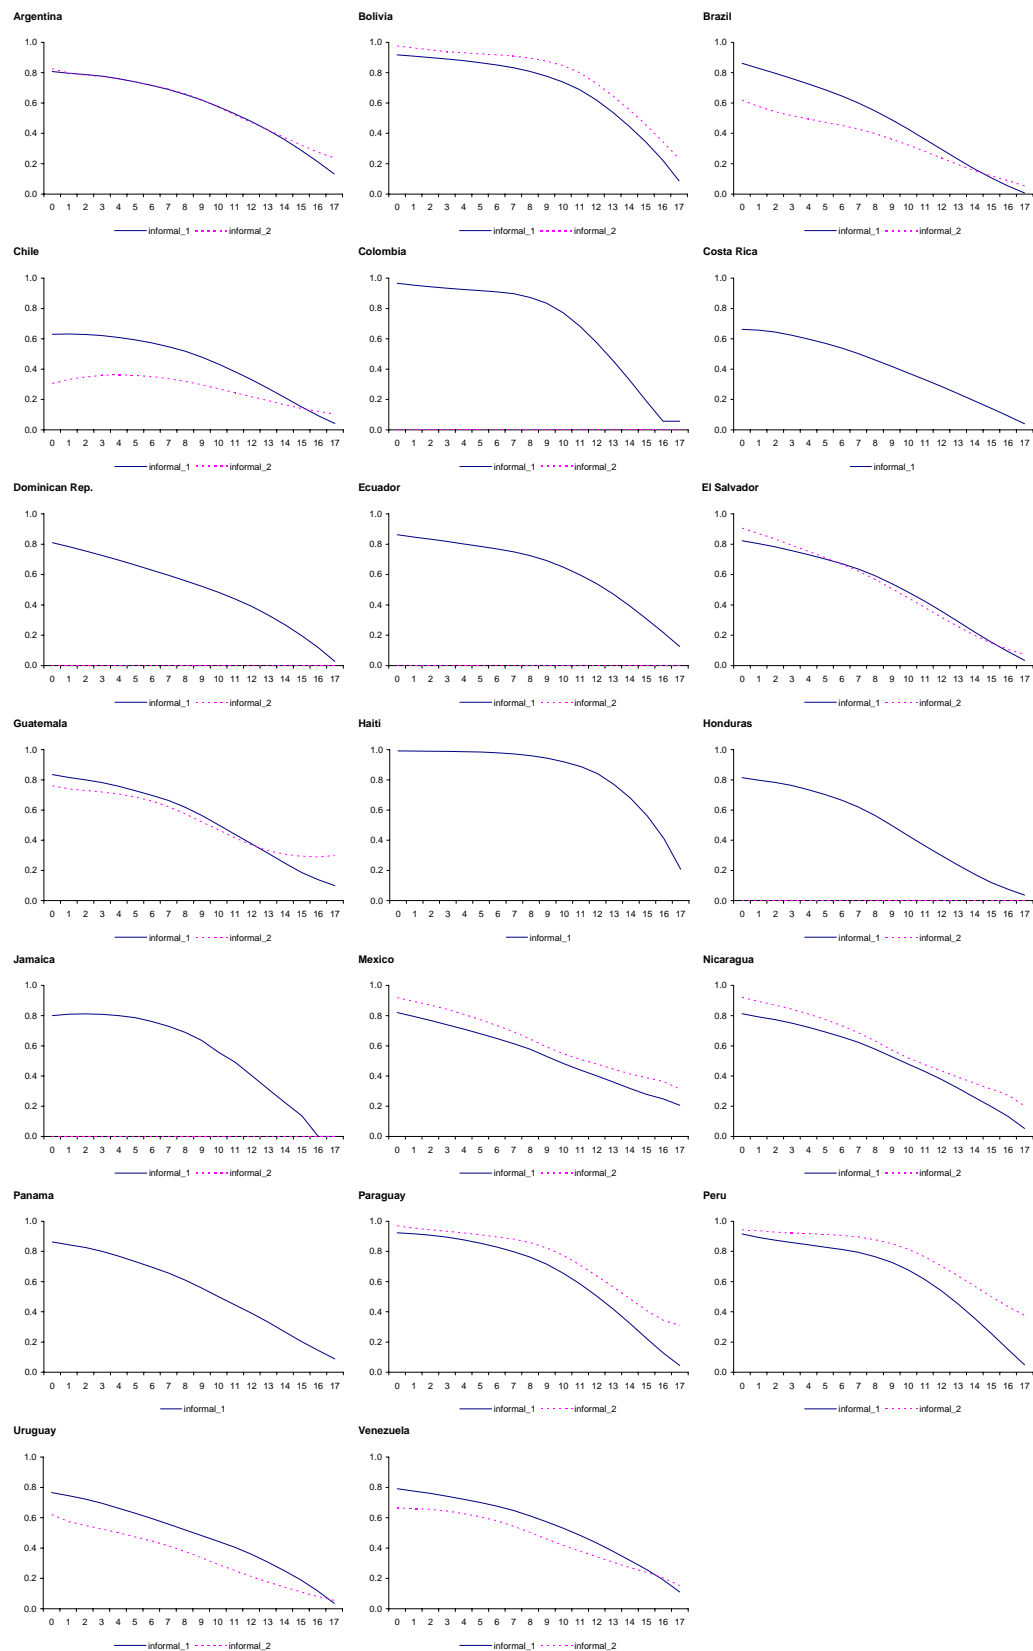 Argentina Bolivia Brazil
1.0 1.0 1.0
0.8 0.8 0.8
0.6 0.6 0.6
0.4 0.4 0.4
0.2 0.2 0.2
0.0 0.0 0.0
0 1 2 3 4 5 6 7 8 9 10 11 12 13 14 15 16 17 0 1 2 3 4 5 6 7 8 9 10 11 12 13 14 15 16 17 0 1 2 3 4 5 6 7 8 9 10 11 12 13 14 15 16 17
informal_1 informal_2 informal_1 informal_2 informal_1 informal_2
Chile Colombia Costa Rica
1.0 1.0 1.0
0.8 0.8 0.8
0.6 0.6 0.6
0.4 0.4 0.4
0.2 0.2 0.2
0.0 0.0 0.0
0 1 2 3 4 5 6 7 8 9 10 11 12 13 14 15 16 17 0 1 2 3 4 5 6 7 8 9 10 11 12 13 14 15 16 17 0 1 2 3 4 5 6 7 8 9 10 11 12 13 14 15 16 17
informal_1 informal_2 informal_1 informal_2 informal_1
Dominican Rep. Ecuador El Salvador
1.0 1.0 1.0
0.8 0.8 0.8
0.6 0.6 0.6
0.4 0.4 0.4
0.2 0.2 0.2
0.0 0.0 0.0
0 1 2 3 4 5 6 7 8 9 10 11 12 13 14 15 16 17 0 1 2 3 4 5 6 7 8 9 10 11 12 13 14 15 16 17 0 1 2 3 4 5 6 7 8 9 10 11 12 13 14 15 16 17
informal_1 informal_2 informal_1 informal_2 informal_1 informal_2
Guatemala Haiti Honduras
1.0 1.0 1.0
0.8 0.8 0.8
0.6 0.6 0.6
0.4 0.4 0.4
0.2 0.2 0.2
0.0 0.0 0.0
0 1 2 3 4 5 6 7 8 9 10 11 12 13 14 15 16 17 0 1 2 3 4 5 6 7 8 9 10 11 12 13 14 15 16 17 0 1 2 3 4 5 6 7 8 9 10 11 12 13 14 15 16 17
informal_1 informal_2 informal_1 informal_1 informal_2
Jamaica Mexico Nicaragua
1.0 1.0 1.0
0.8 0.8 0.8
0.6 0.6 0.6
0.4 0.4 0.4
0.2 0.2 0.2
0.0 0.0 0.0
0 1 2 3 4 5 6 7 8 9 10 11 12 13 14 15 16 17 0 1 2 3 4 5 6 7 8 9 10 11 12 13 14 15 16 17 0 1 2 3 4 5 6 7 8 9 10 11 12 13 14 15 16 17
informal_1 informal_2 informal_1 informal_2 informal_1 informal_2
Panama Paraguay Peru
1.0 1.0 1.0
0.8 0.8 0.8
0.6 0.6 0.6
0.4 0.4 0.4
0.2 0.2 0.2
0.0 0.0 0.0
0 1 2 3 4 5 6 7 8 9 10 11 12 13 14 15 16 17 0 1 2 3 4 5 6 7 8 9 10 11 12 13 14 15 16 17 0 1 2 3 4 5 6 7 8 9 10 11 12 13 14 15 16 17
informal_1 informal_1 informal_2 informal_1 informal_2
Uruguay Venezuela
1.0 1.0
0.8 0.8
0.6 0.6
0.4 0.4
0.2 0.2
0.0 0.0
0 1 2 3 4 5 6 7 8 9 10 11 12 13 14 15 16 17 0 1 2 3 4 5 6 7 8 9 10 11 12 13 14 15 16 17
informal_1 informal_2 informal_1 informal_2